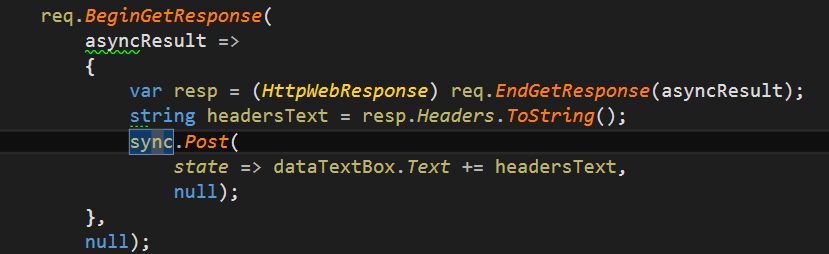 req.BeginGetResponse(
asyncResult =>
{
var resp = (HttpWebResponse) req.EndGetResponse(asyncResult);
string headersText = resp.Headers.ToString();
sync.Post(
state => dataTextBox.Text += headersText,
null);
},
null);